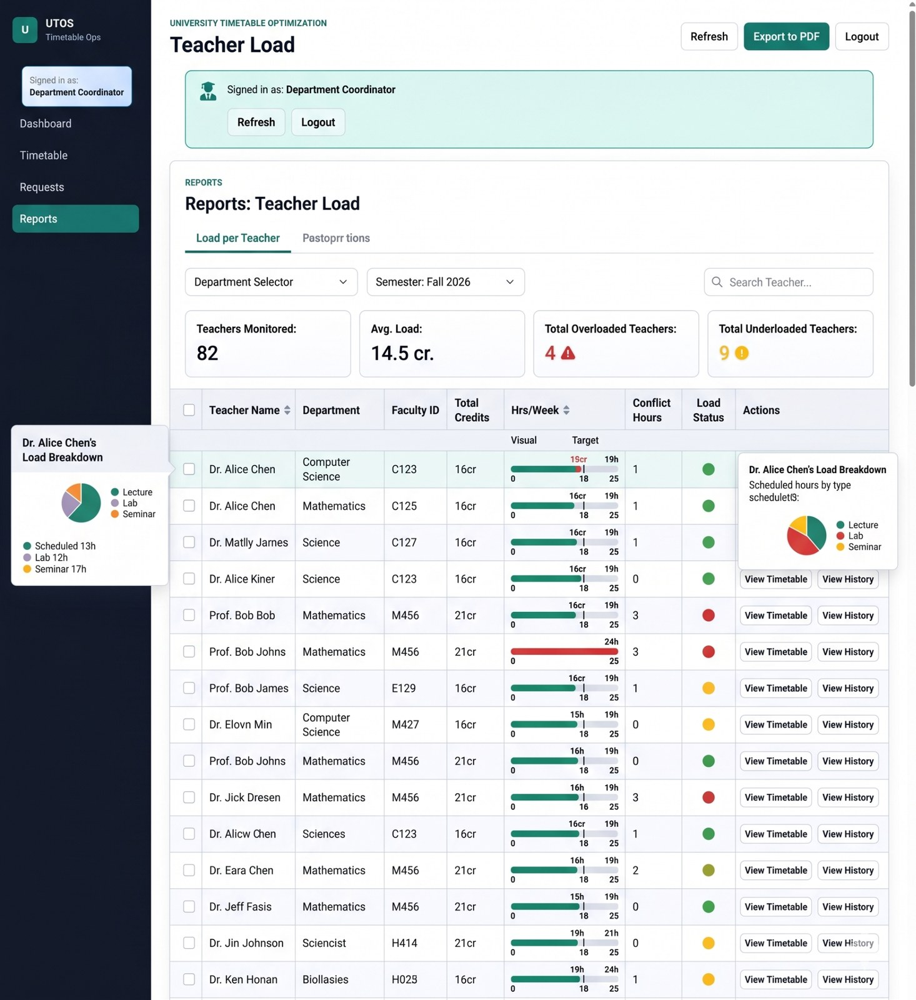 U
UTOS
Timetable Ops
Signed in as:
Department Coordinator
Dashboard
Timetable
Requests
Reports
UNIVERSITY TIMETABLE OPTIMIZATION
Teacher Load
Refresh
Export to PDF
Logout
Signed in as: Department Coordinator
Refresh
Logout
REPORTS
Reports: Teacher Load
Load per Teacher
Pastoprr tions
Department Selector
Semester: Fall 2026
Search Teacher...
Teachers Monitored:
82
Avg. Load:
14.5 cr.
Total Overloaded Teachers:
4
Total Underloaded Teachers:
9
Teacher Name
Department
Faculty ID
Total
Credits
Hrs/Week
Conflict
Hours
Load
Status
Actions
Visual
Target
Dr. Alice Chen's
Load Breakdown
Lecture
Lab
Seminar
Scheduled 13h
Lab 12h
Seminar 17h
Dr. Alice Chen
Computer
Science
C123
16cr
19h
0
18
25
1
Dr. Alice Chen's Load Breakdown
Scheduled hours by type
Lecture
Lab
Seminar
Dr. Alice Chen
Mathematics
C125
16cr
16cr
19h
0
18
25
1
Dr. Matlly Jarnes
Science
C127
16cr
16cr
19h
0
18
25
1
Dr. Alice Kiner
Science
C123
16cr
16cr
19h
0
18
25
0
View Timetable
View History
Prof. Bob Bob
Mathematics
M456
21cr
16cr
19h
0
18
25
3
View Timetable
View History
Prof. Bob Johns
Mathematics
M456
21cr
24h
0
25
3
View Timetable
View History
Prof. Bob James
Science
E129
16cr
16cr
19h
0
18
25
1
View Timetable
View History
Dr. Elovn Min
Computer
Science
M427
16cr
15h
19h
0
18
25
0
View Timetable
View History
Prof. Bob Johns
Mathematics
M456
21cr
16h
19h
0
18
25
0
View Timetable
View History
Dr. Jick Dresen
Mathematics
M456
21cr
16h
19h
0
16
25
3
View Timetable
View History
Dr. Alicw Chen
Sciences
C123
16cr
16cr
19h
0
18
25
1
View Timetable
View History
Dr. Eara Chen
Mathematics
M456
21cr
16h
19h
0
18
25
2
View Timetable
View History
Dr. Jeff Fasis
Mathematics
M456
21cr
15h
19h
0
18
25
0
View Timetable
View History
Dr. Jin Johnson
Sciencist
H414
21cr
19h
21h
0
18
25
0
View Timetable
View History
Dr. Ken Honan
Biollasies
H023
16cr
19h
24h
0
18
25
1
View Timetable
View History